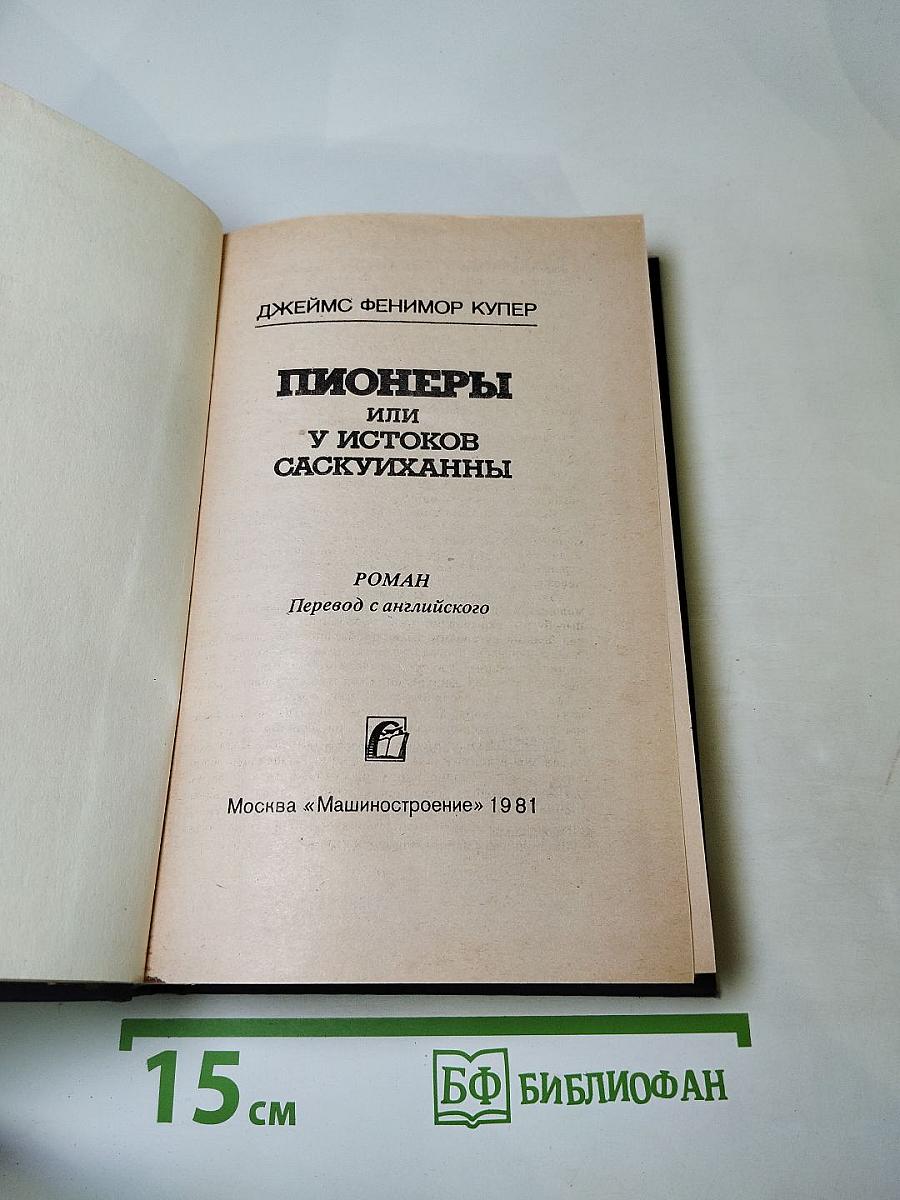 ДЖЕЙМС ФЕНИМОР КУПЕР
ПИОНЕРЫ
ИЛИ
У ИСТОКОВ
САСКУИХАННЫ
РОМАН
Перевод с английского
Москва «Машиностроение» 1981
15 см
БФ БИБЛИОФАН